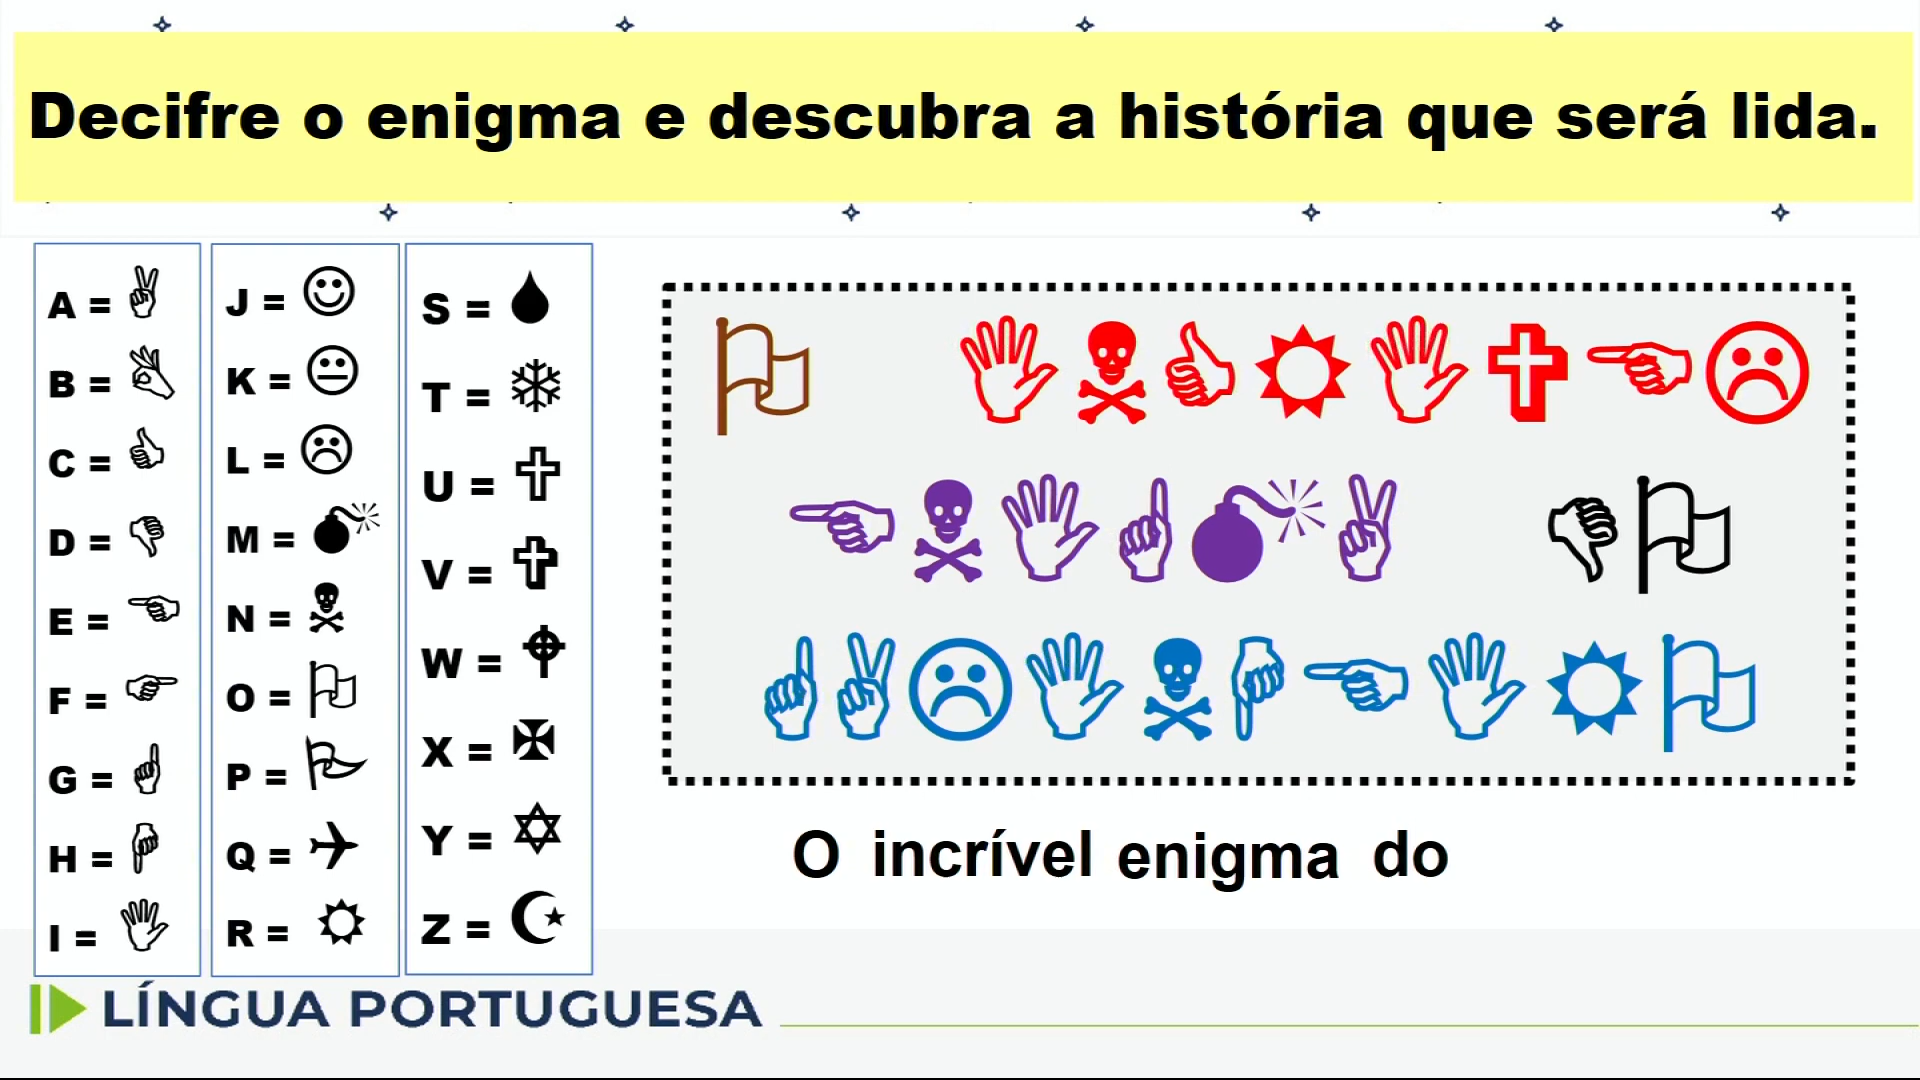 Decifre o enigma e descubra a história que será lida.
A = ✌
B = 👌
C = 👍
D = 👎
E = ☜
F = ☞
G = ☝
H = ☟
I = 🖐
J = ☺
K = 😐
L = ☹
M = 💣
N = ☠
O = 🏳
P = 🏱
Q = ✈
R = ☼
S = 💧
T = ❄
U = 🕆
V = ✞
W = 🕈
X = ✠
Y = ✡
Z = ☪
🏳 🖐☠👍☼🖐✞☜☹
☜☠🖐☝💣✌ 👎🏳
☝✌☹🖐☠☟☜🖐☼🏳
O incrível enigma do
LÍNGUA PORTUGUESA